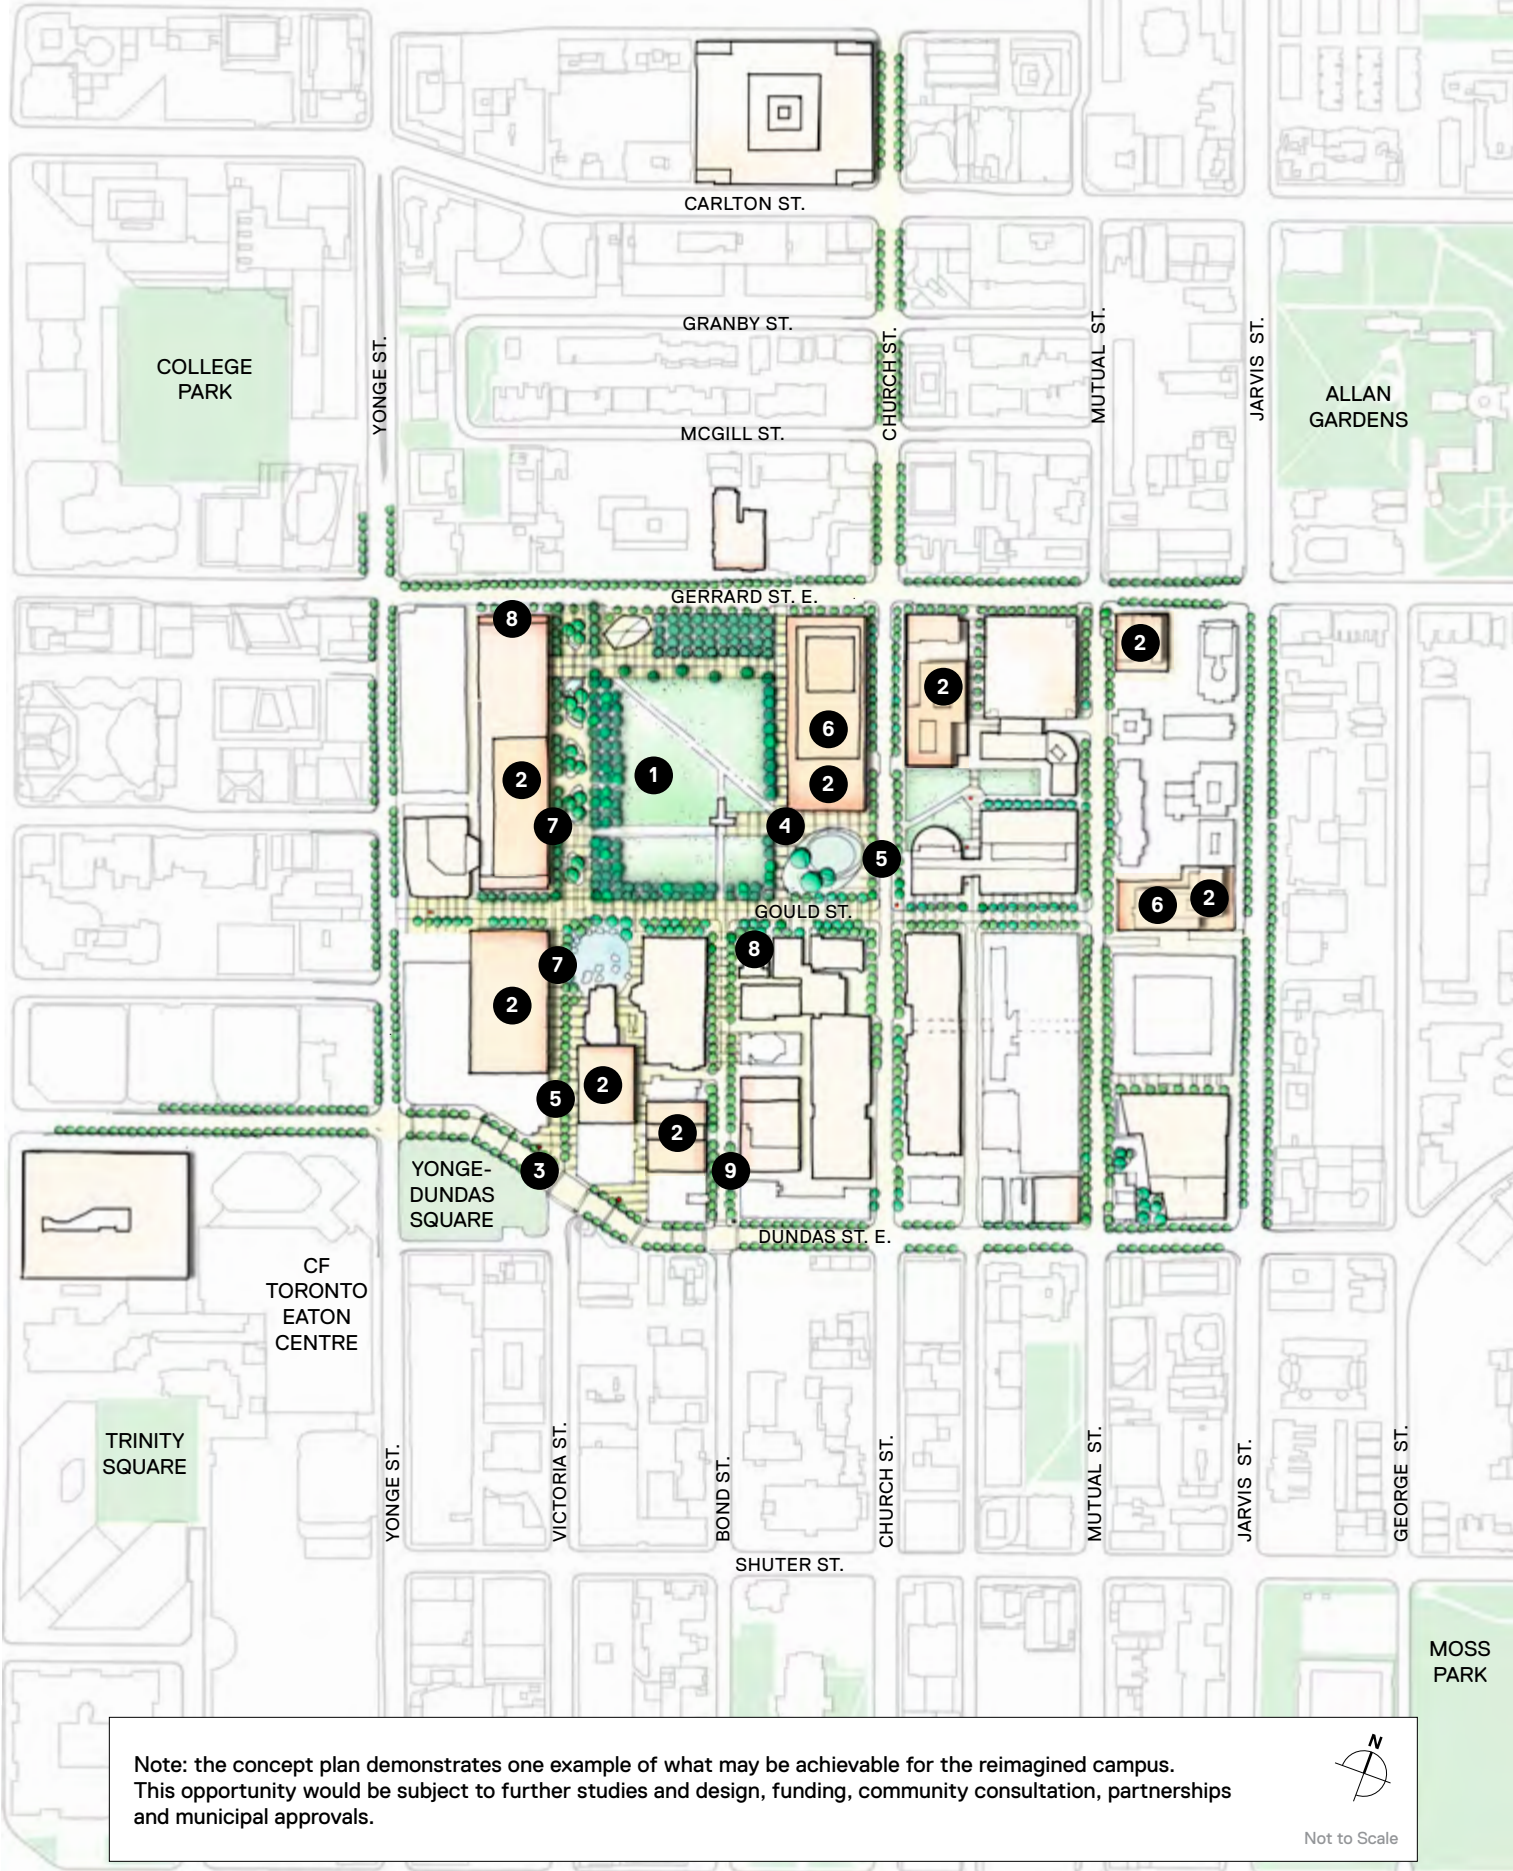 CARLTON ST.
GRANBY ST.
COLLEGE
PARK
YONGE ST.
CHURCH ST.
MUTUAL ST.
JARVIS ST.
ALLAN
GARDENS
MCGILL ST.
GERRARD ST. E.
8
2
2
6
2
1
2
7
4
5
6
2
GOULD ST.
8
7
2
2
5
2
3
9
YONGE-
DUNDAS
SQUARE
DUNDAS ST. E.
CF
TORONTO
EATON
CENTRE
TRINITY
SQUARE
YONGE ST.
VICTORIA ST.
BOND ST.
CHURCH ST.
MUTUAL ST.
JARVIS ST.
GEORGE ST.
SHUTER ST.
MOSS
PARK
Note: the concept plan demonstrates one example of what may be achievable for the reimagined campus.
This opportunity would be subject to further studies and design, funding, community consultation, partnerships
and municipal approvals.
N
Not to Scale